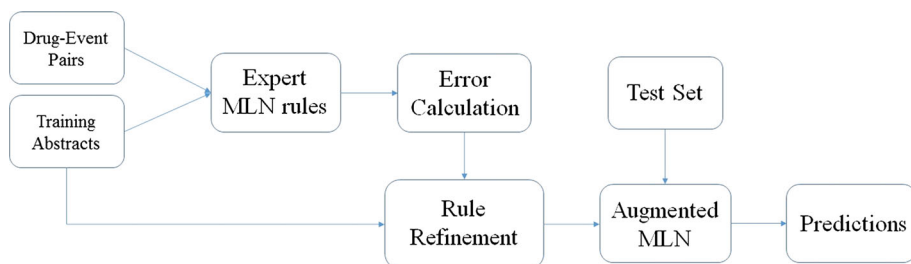 Drug-Event
Pairs
Training
Abstracts
Expert
MLN rules
Error
Calculation
Rule
Refinement
Test Set
Augmented
MLN
Predictions